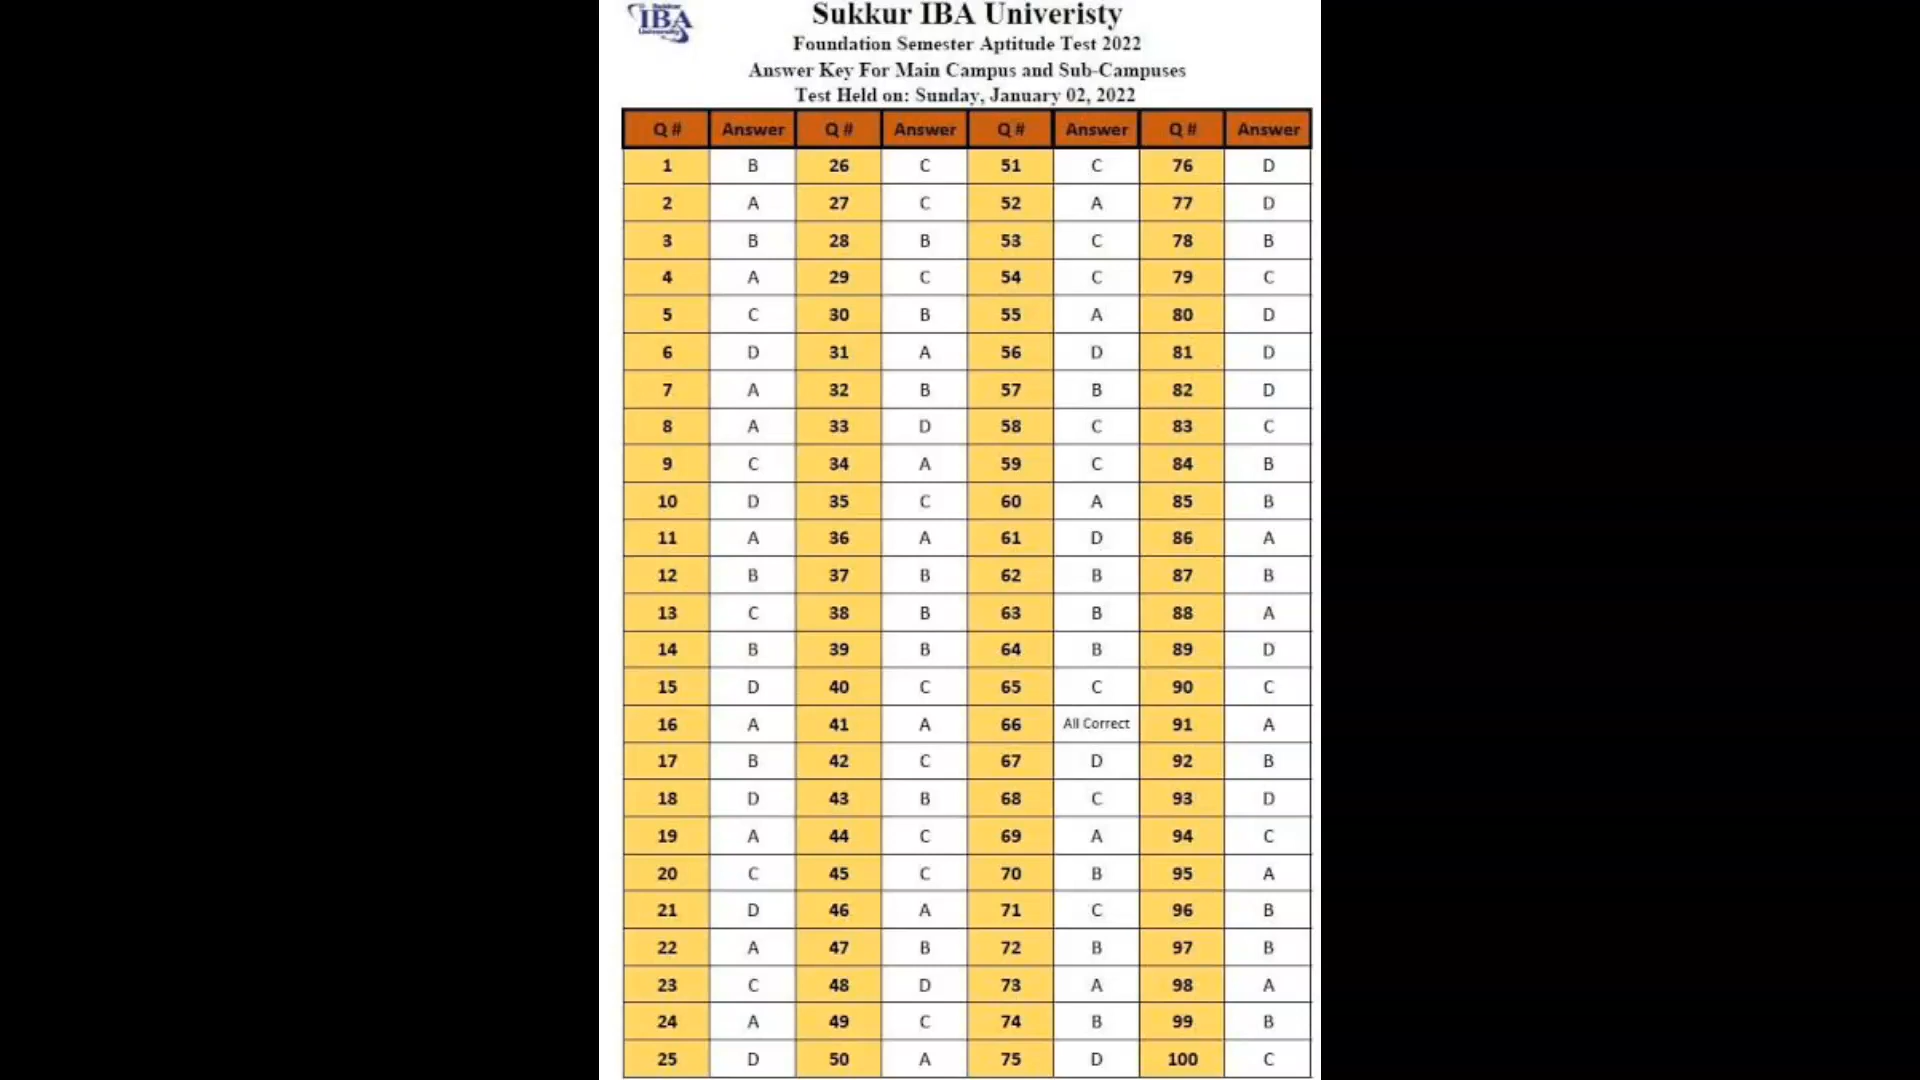 Sukkur
IBA
University
Sukkur IBA Univeristy
Foundation Semester Aptitude Test 2022
Answer Key For Main Campus and Sub-Campuses
Test Held on: Sunday, January 02, 2022
Q # Answer Q # Answer Q # Answer Q # Answer
1 B 26 C 51 C 76 D
2 A 27 C 52 A 77 D
3 B 28 B 53 C 78 B
4 A 29 C 54 C 79 C
5 C 30 B 55 A 80 D
6 D 31 A 56 D 81 D
7 A 32 B 57 B 82 D
8 A 33 D 58 C 83 C
9 C 34 A 59 C 84 B
10 D 35 C 60 A 85 B
11 A 36 A 61 D 86 A
12 B 37 B 62 B 87 B
13 C 38 B 63 B 88 A
14 B 39 B 64 B 89 D
15 D 40 C 65 C 90 C
16 A 41 A 66 All Correct 91 A
17 B 42 C 67 D 92 B
18 D 43 B 68 C 93 D
19 A 44 C 69 A 94 C
20 C 45 C 70 B 95 A
21 D 46 A 71 C 96 B
22 A 47 B 72 B 97 B
23 C 48 D 73 A 98 A
24 A 49 C 74 B 99 B
25 D 50 A 75 D 100 C